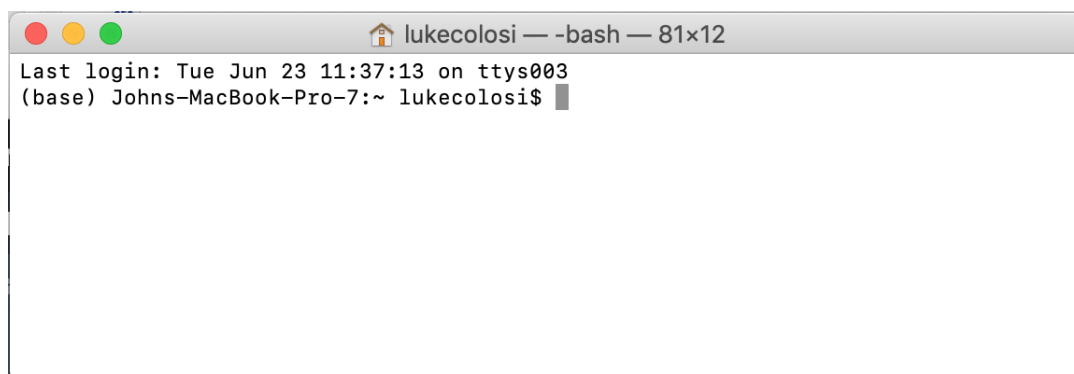 lukecolosi — -bash — 81×12
Last login: Tue Jun 23 11:37:13 on ttys003
(base) Johns-MacBook-Pro-7:~ lukecolosi$